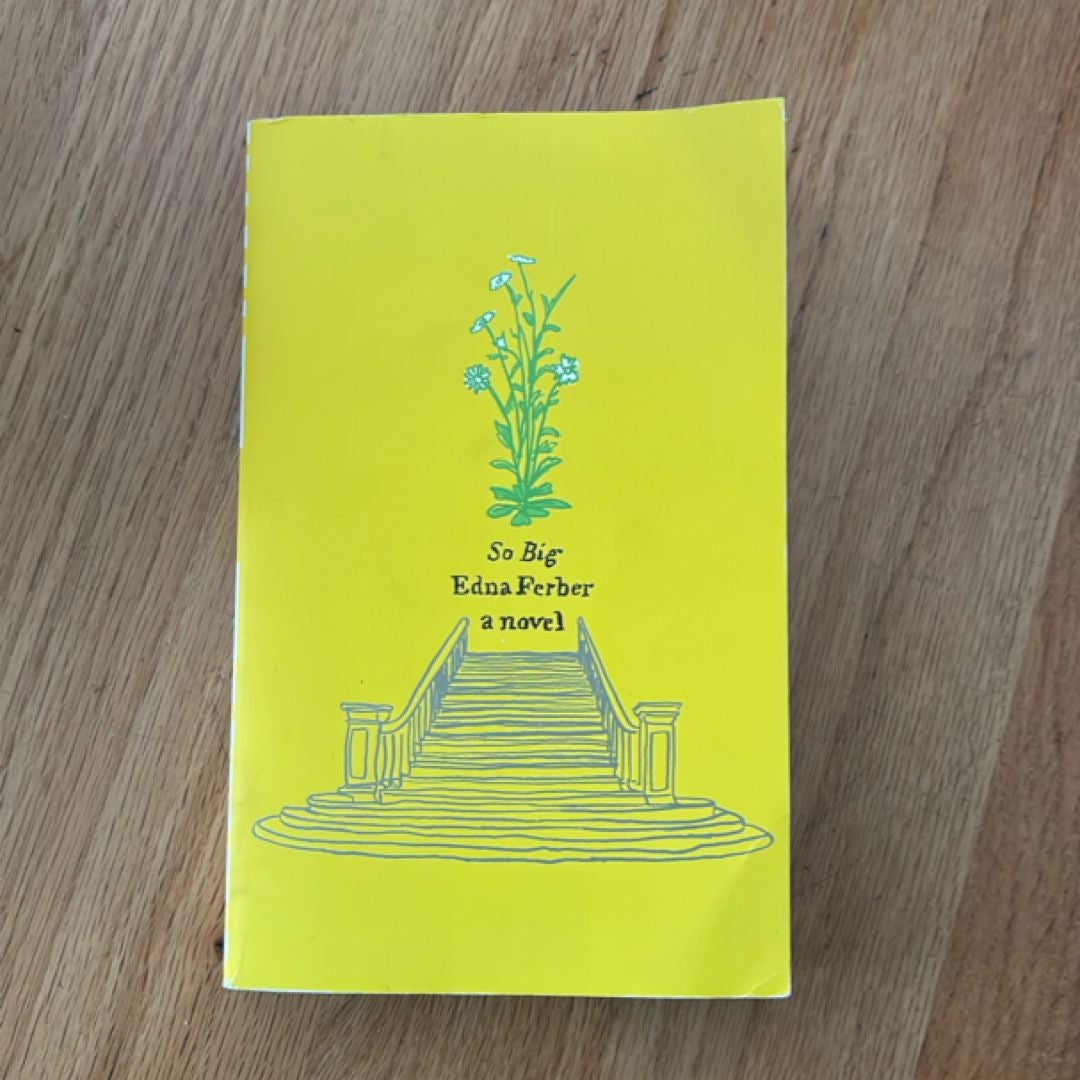 So Big
Edna Ferber
a novel